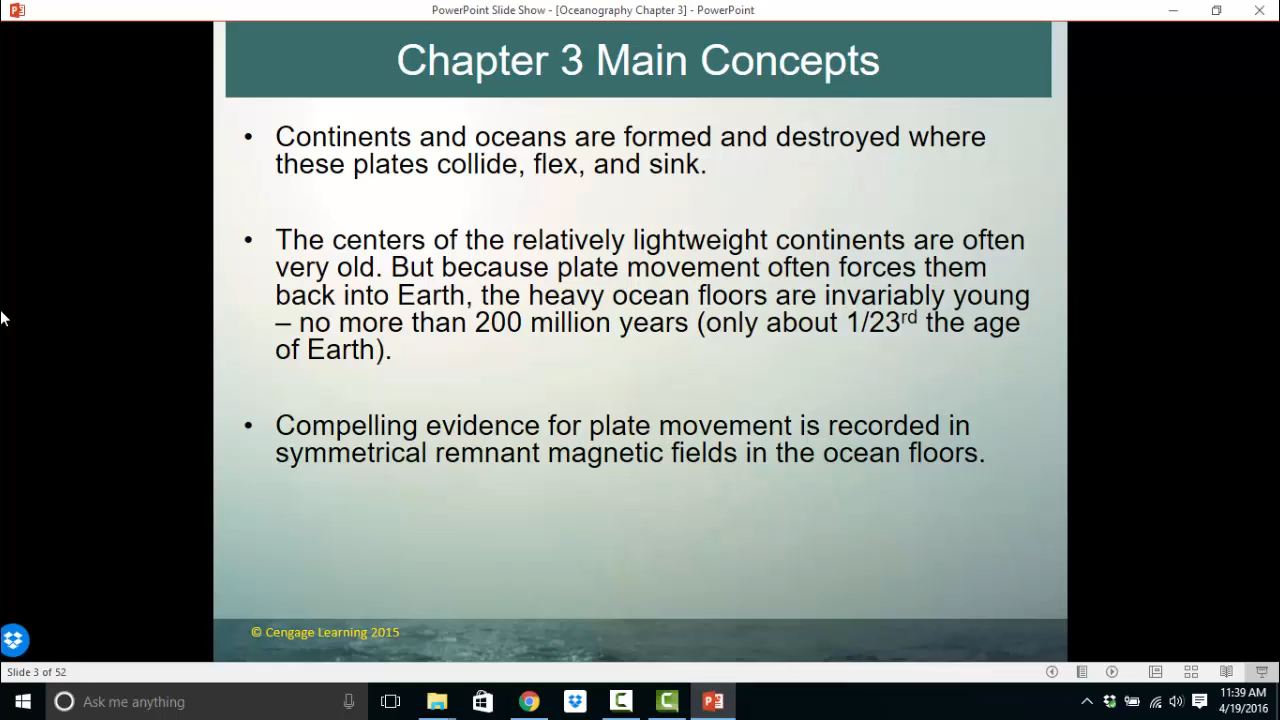 PowerPoint Slide Show - [Oceanography Chapter 3] - PowerPoint
Chapter 3 Main Concepts
• Continents and oceans are formed and destroyed where
these plates collide, flex, and sink.
• The centers of the relatively lightweight continents are often
very old. But because plate movement often forces them
back into Earth, the heavy ocean floors are invariably young
– no more than 200 million years (only about 1/23rd the age
of Earth).
• Compelling evidence for plate movement is recorded in
symmetrical remnant magnetic fields in the ocean floors.
© Cengage Learning 2015
Slide 3 of 52
Ask me anything
11:39 AM
4/19/2016